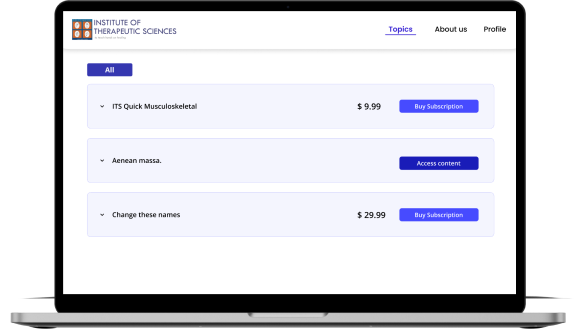 INSTITUTE OF
THERAPEUTIC SCIENCES
Topics
About us
Profile
All
ITS Quick Musculoskeletal
$ 9.99
Buy Subscription
Aenean massa.
Access content
Change these names
$ 29.99
Buy Subscription